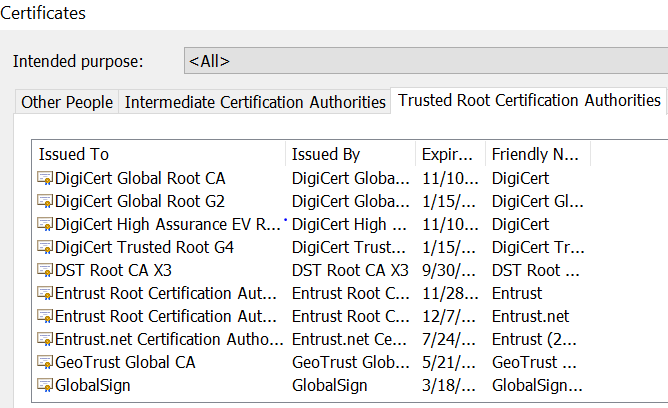 Certificates
Intended purpose: <All>
Other People Intermediate Certification Authorities Trusted Root Certification Authorities
Issued To Issued By Expir... Friendly N...
DigiCert Global Root CA DigiCert Globa... 11/10... DigiCert
DigiCert Global Root G2 DigiCert Globa... 1/15/... DigiCert Gl...
DigiCert High Assurance EV R... DigiCert High ... 11/10... DigiCert
DigiCert Trusted Root G4 DigiCert Trust... 1/15/... DigiCert Tr...
DST Root CA X3 DST Root CA X3 9/30/... DST Root ...
Entrust Root Certification Aut... Entrust Root C... 11/28... Entrust
Entrust Root Certification Aut... Entrust Root C... 12/7/... Entrust.net
Entrust.net Certification Autho... Entrust.net Ce... 7/24/... Entrust (2...
GeoTrust Global CA GeoTrust Glob... 5/21/... GeoTrust ...
GlobalSign GlobalSign 3/18/... GlobalSign...